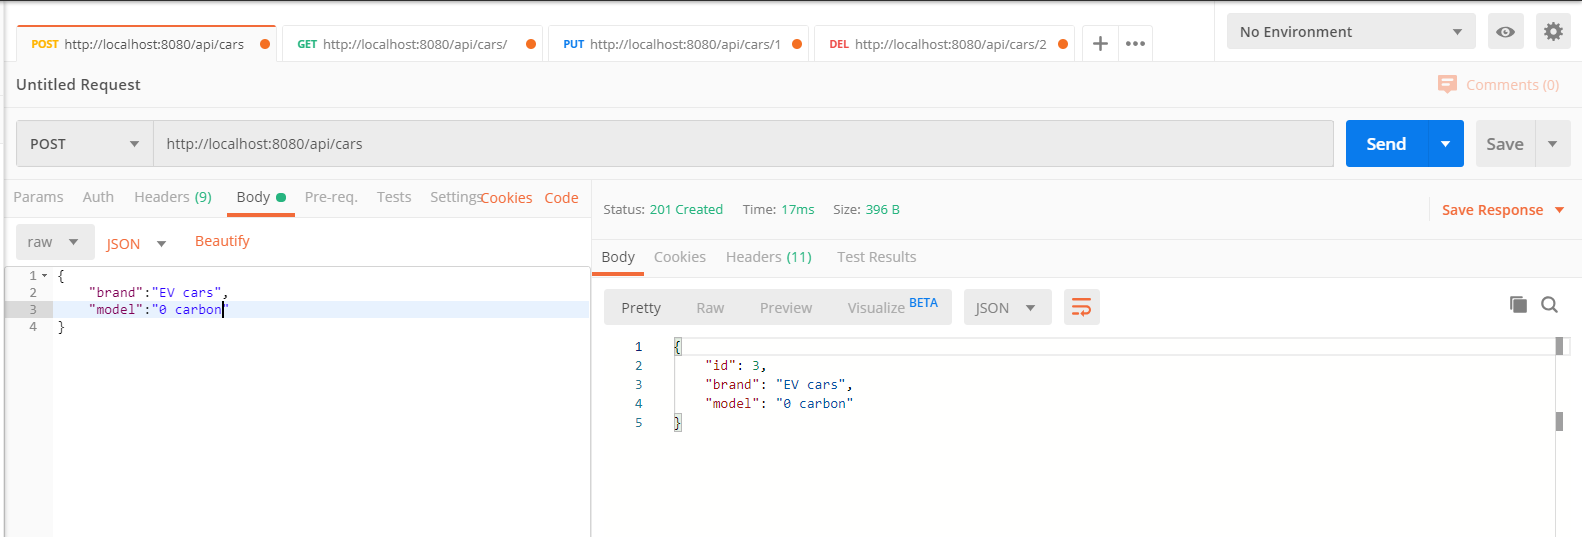 POST http://localhost:8080/api/cars GET http://localhost:8080/api/cars/ PUT http://localhost:8080/api/cars/1 DEL http://localhost:8080/api/cars/2 + ••• No Environment
Untitled Request Comments (0)
POST http://localhost:8080/api/cars Send Save
Params Auth Headers (9) Body Pre-req. Tests Settings Cookies Code
Status: 201 Created Time: 17ms Size: 396 B Save Response
raw JSON Beautify
Body Cookies Headers (11) Test Results
1 {
2 "brand":"EV cars",
3 "model":"0 carbon"
4 }
Pretty Raw Preview Visualize BETA JSON
1 {
2 "id": 3,
3 "brand": "EV cars",
4 "model": "0 carbon"
5 }